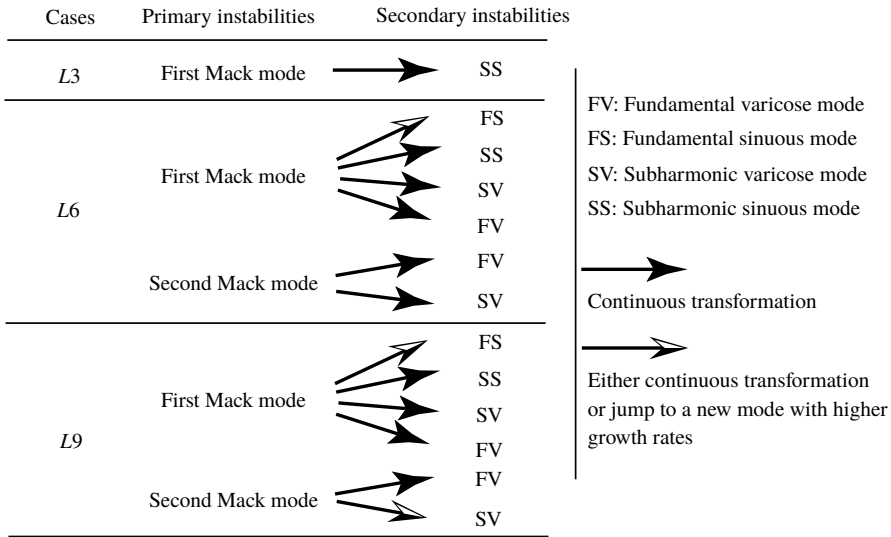 Cases Primary instabilities Secondary instabilities
L3 First Mack mode SS
L6 First Mack mode FS
SS
SV
FV
Second Mack mode FV
SV
L9 First Mack mode FS
SS
SV
FV
Second Mack mode FV
SV
FV: Fundamental varicose mode
FS: Fundamental sinuous mode
SV: Subharmonic varicose mode
SS: Subharmonic sinuous mode
Continuous transformation
Either continuous transformation
or jump to a new mode with higher
growth rates